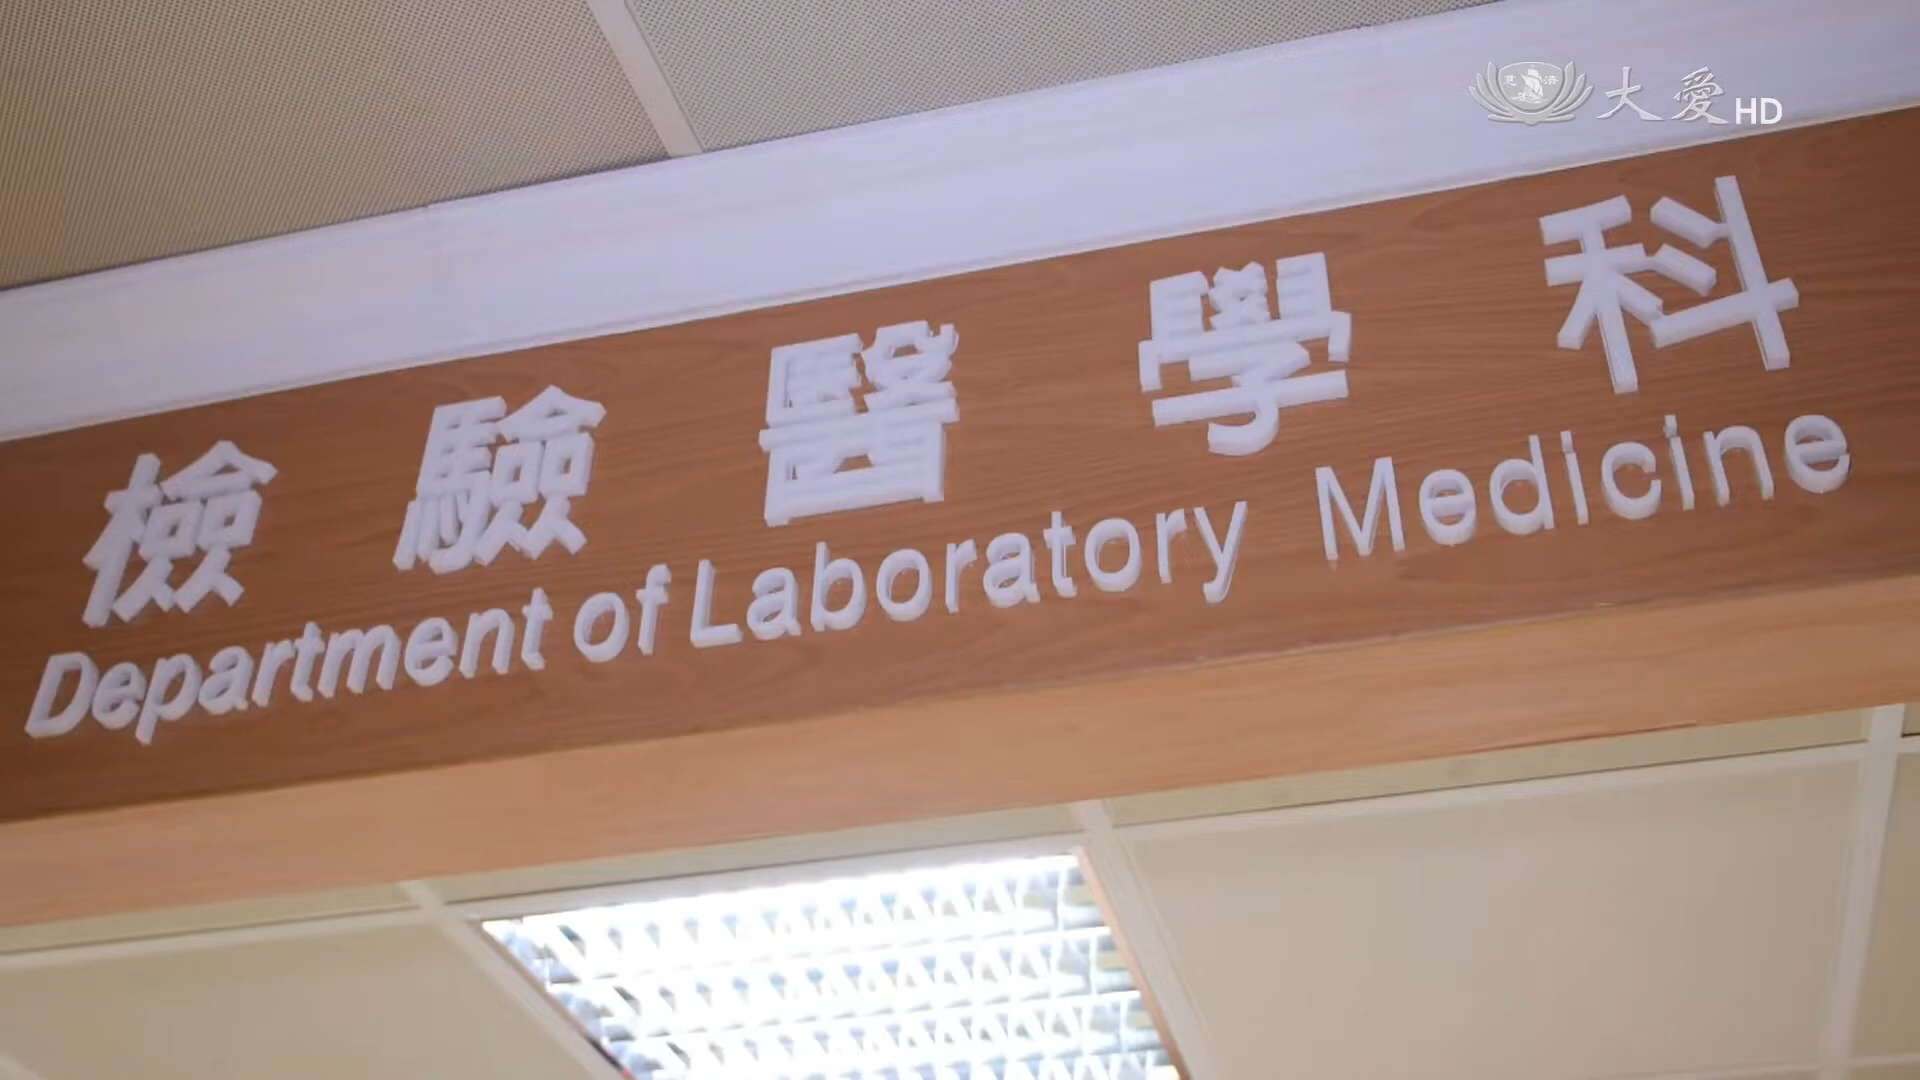 大愛HD
檢驗醫學科
Department of Laboratory Medicine